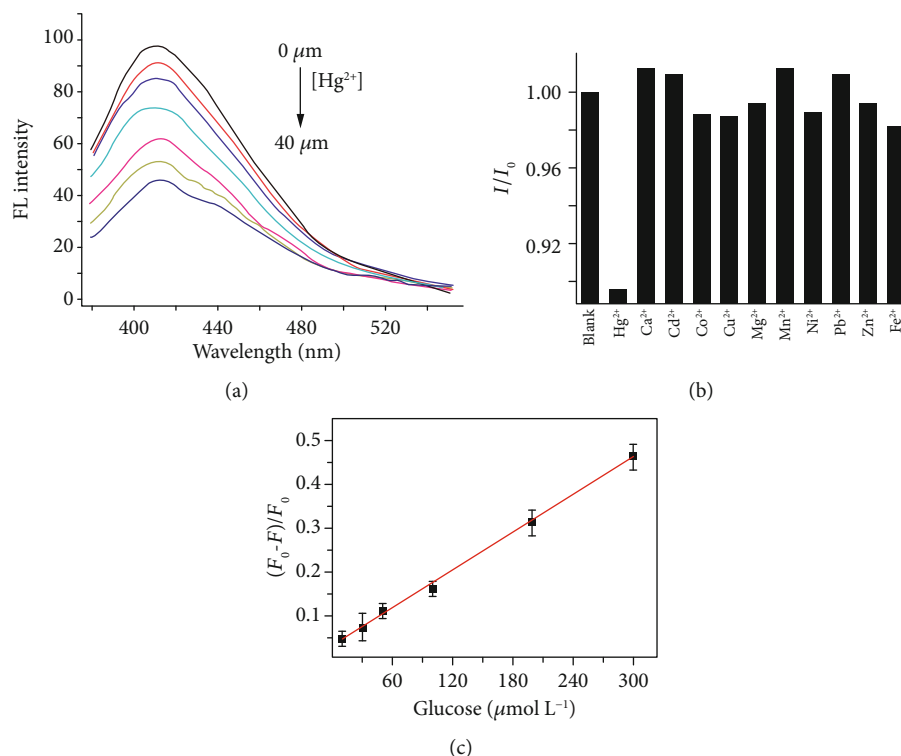 100
80
60
40
20
0
FL intensity
400
440
480
520
Wavelength (nm)
0 μm
[Hg²⁺]
40 μm
(a)
1.00
0.96
0.92
I/I₀
Blank
Hg²⁺
Ca²⁺
Cd²⁺
Co²⁺
Cu²⁺
Mg²⁺
Mn²⁺
Ni²⁺
Pb²⁺
Zn²⁺
Fe²⁺
(b)
0.5
0.4
0.3
0.2
0.1
(F₀-F)/F₀
60
120
180
240
300
Glucose (μmol L⁻¹)
(c)